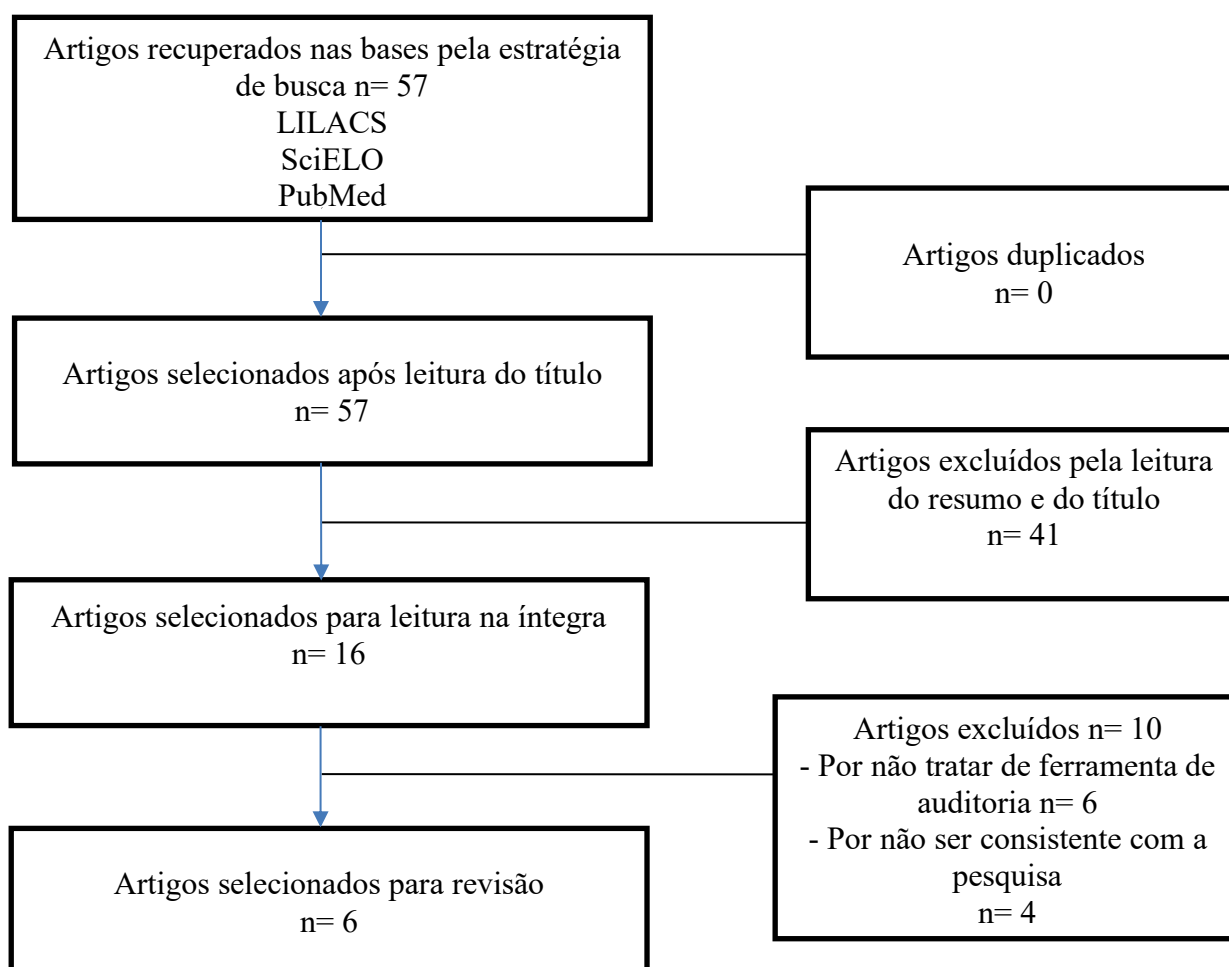 Artigos recuperados nas bases pela estratégia
de busca n= 57
LILACS
SciELO
PubMed
Artigos duplicados
n= 0
Artigos selecionados após leitura do título
n= 57
Artigos excluídos pela leitura
do resumo e do título
n= 41
Artigos selecionados para leitura na íntegra
n= 16
Artigos excluídos n= 10
- Por não tratar de ferramenta de
auditoria n= 6
- Por não ser consistente com a
pesquisa
n= 4
Artigos selecionados para revisão
n= 6